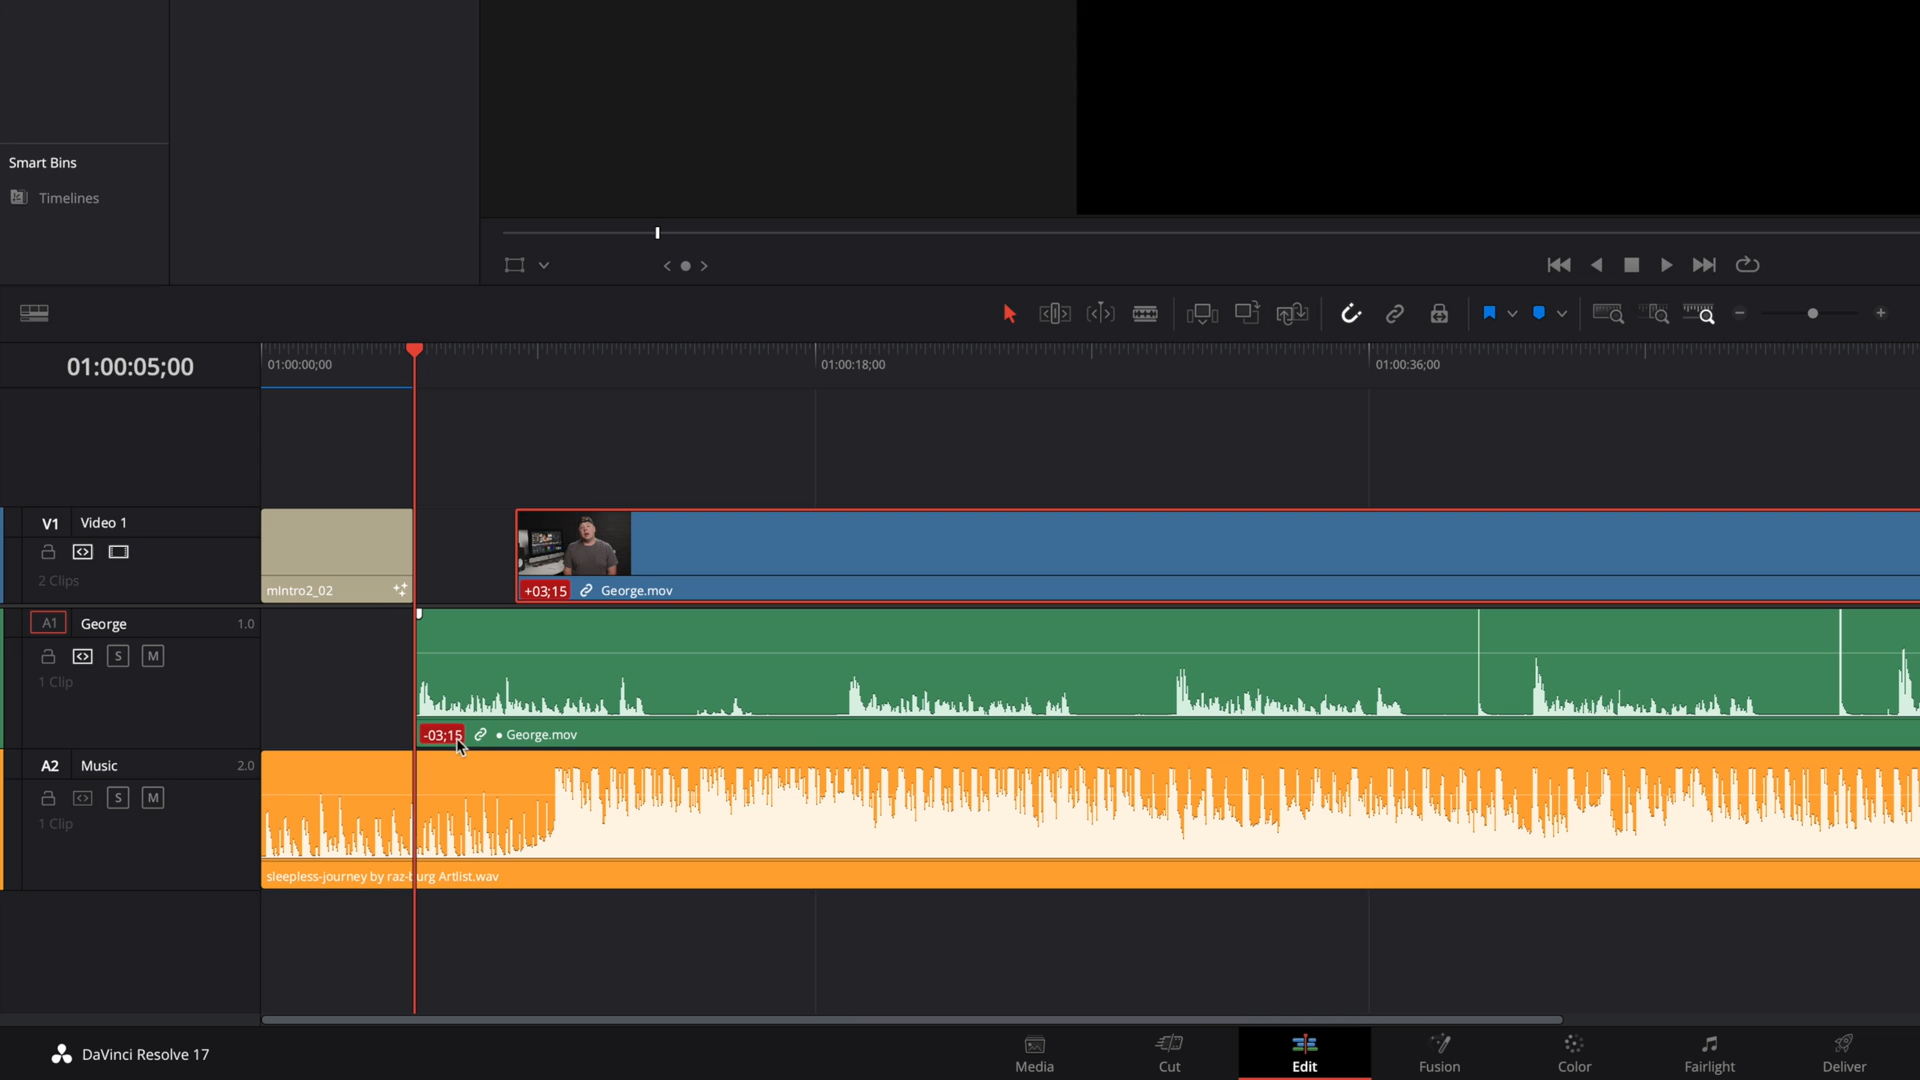 Smart Bins
Timelines
01:00:05;00
01:00:00;00
01:00:18;00
01:00:36;00
V1 Video 1
2 Clips
mIntro2_02
+03;15 George.mov
A1 George 1.0
S M
1 Clip
-03;15 • George.mov
A2 Music 2.0
S M
1 Clip
sleepless-journey by raz-burg Artlist.wav
DaVinci Resolve 17
Media
Cut
Edit
Fusion
Color
Fairlight
Deliver